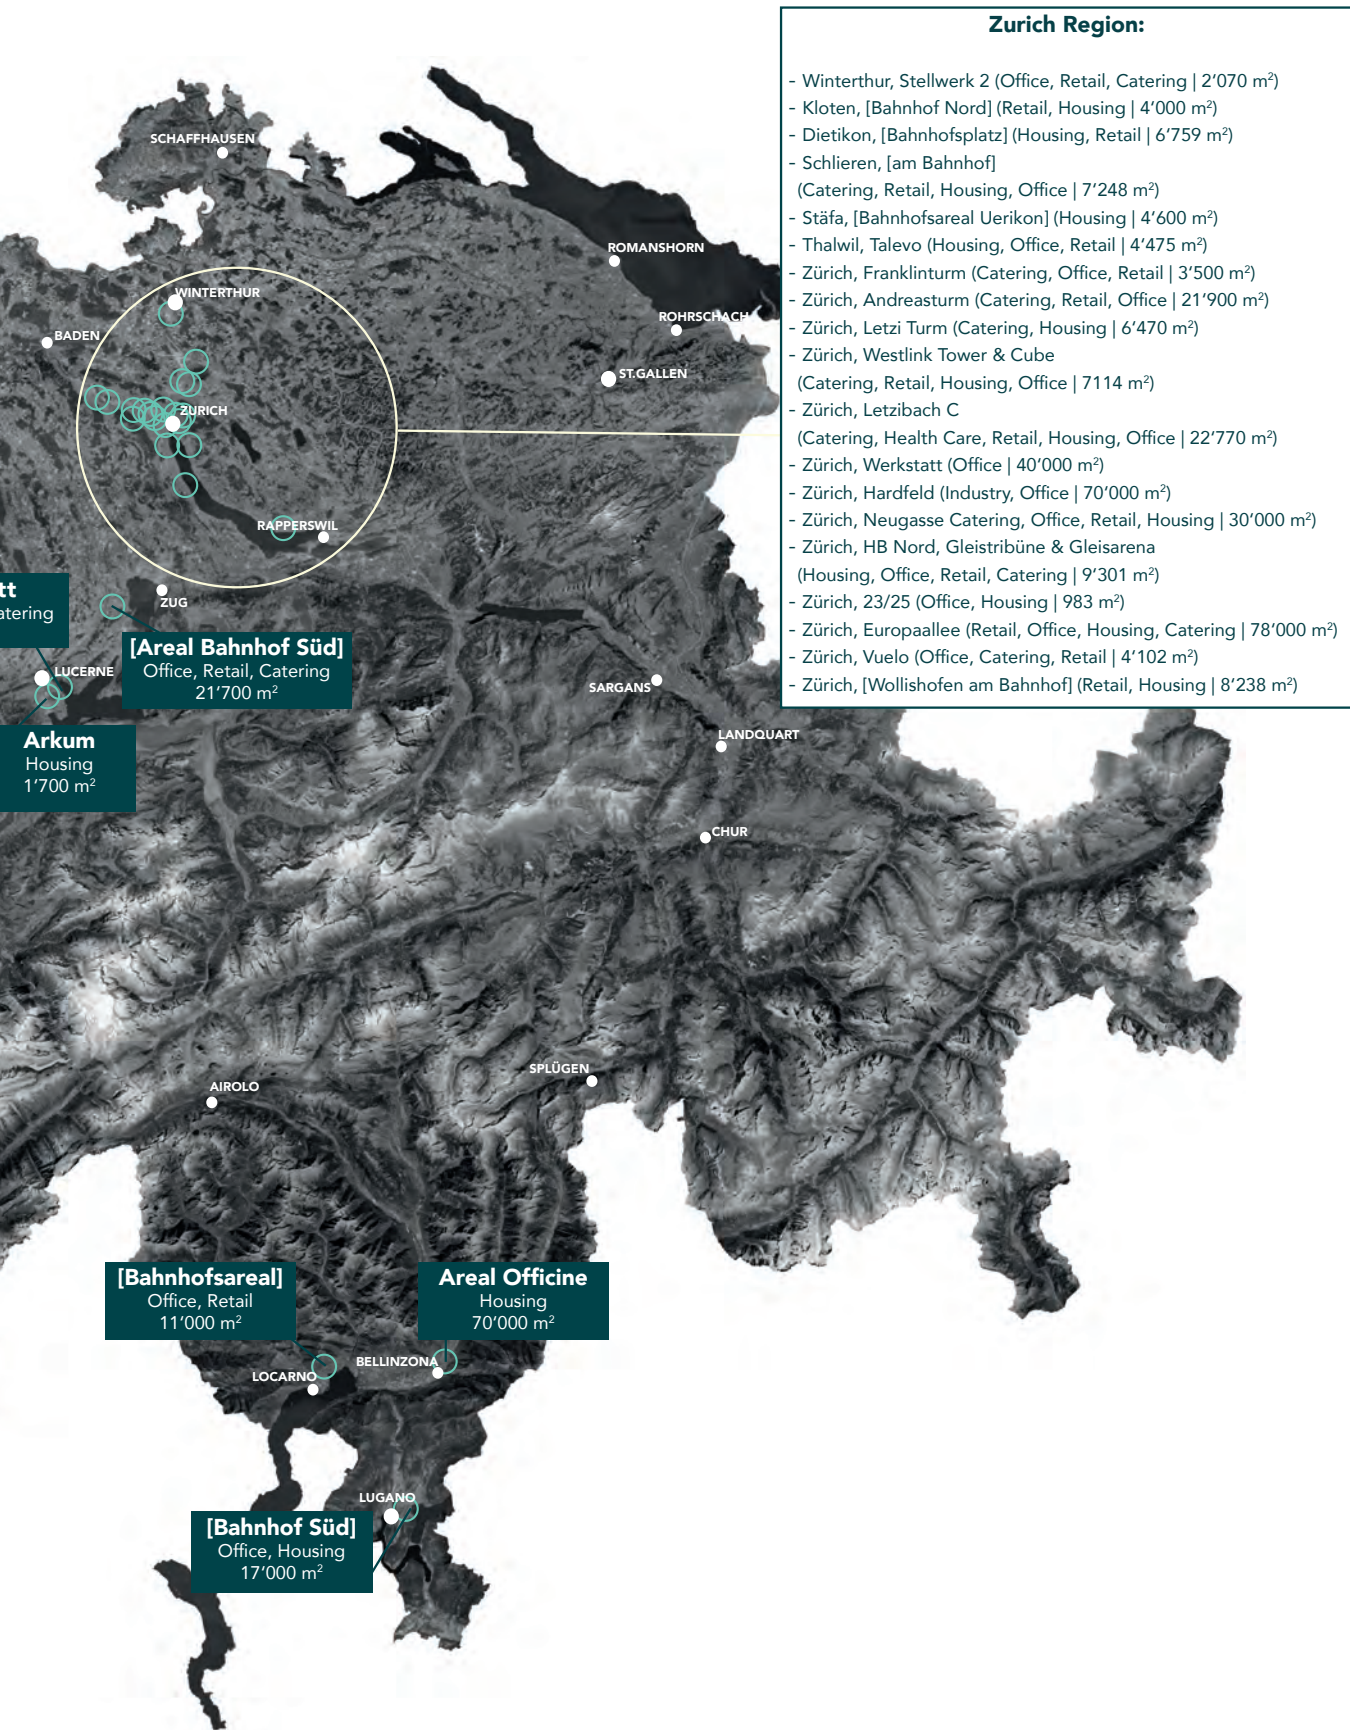 Zurich Region:
- Winterthur, Stellwerk 2 (Office, Retail, Catering | 2’070 m²)
- Kloten, [Bahnhof Nord] (Retail, Housing | 4’000 m²)
- Dietikon, [Bahnhofsplatz] (Housing, Retail | 6’759 m²)
- Schlieren, [am Bahnhof]
(Catering, Retail, Housing, Office | 7’248 m²)
- Stäfa, [Bahnhofsareal Uerikon] (Housing | 4’600 m²)
- Thalwil, Talevo (Housing, Office, Retail | 4’475 m²)
- Zürich, Franklinturm (Catering, Office, Retail | 3’500 m²)
- Zürich, Andreasturm (Catering, Retail, Office | 21’900 m²)
- Zürich, Letzi Turm (Catering, Housing | 6’470 m²)
- Zürich, Westlink Tower & Cube
(Catering, Retail, Housing, Office | 7114 m²)
- Zürich, Letzibach C
(Catering, Health Care, Retail, Housing, Office | 22’770 m²)
- Zürich, Werkstatt (Office | 40’000 m²)
- Zürich, Hardfeld (Industry, Office | 70’000 m²)
- Zürich, Neugasse Catering, Office, Retail, Housing | 30’000 m²)
- Zürich, HB Nord, Gleistribüne & Gleisarena
(Housing, Office, Retail, Catering | 9’301 m²)
- Zürich, 23/25 (Office, Housing | 983 m²)
- Zürich, Europaallee (Retail, Office, Housing, Catering | 78’000 m²)
- Zürich, Vuelo (Office, Catering, Retail | 4’102 m²)
- Zürich, [Wollishofen am Bahnhof] (Retail, Housing | 8’238 m²)
SCHAFFHAUSEN
ROMANSHORN
WINTERTHUR
ROHRSCHACH
BADEN
ST.GALLEN
ZURICH
RAPPERSWIL
tt
atering
ZUG
[Areal Bahnhof Süd]
Office, Retail, Catering
21’700 m²
LUCERNE
SARGANS
Arkum
Housing
1’700 m²
LANDQUART
CHUR
SPLÜGEN
AIROLO
[Bahnhofsareal]
Office, Retail
11’000 m²
Areal Officine
Housing
70’000 m²
BELLINZONA
LOCARNO
LUGANO
[Bahnhof Süd]
Office, Housing
17’000 m²